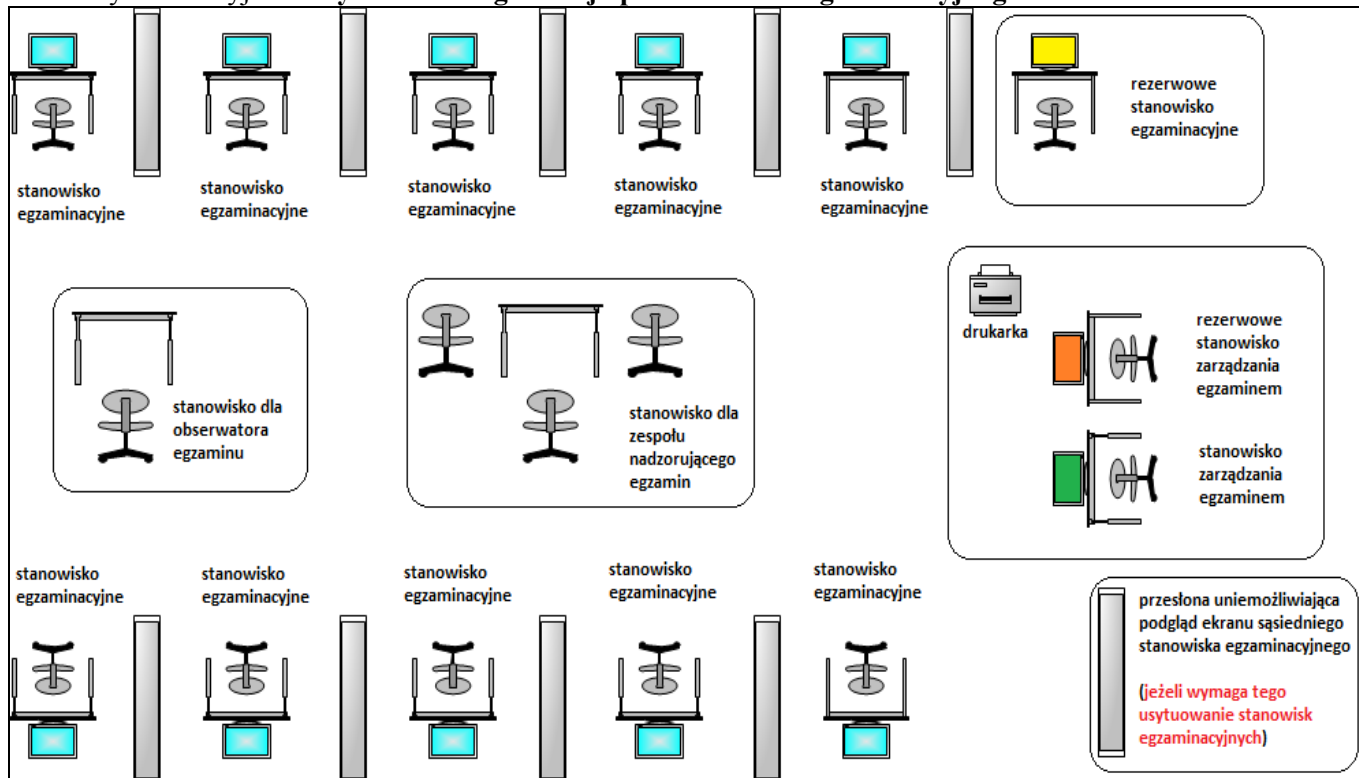 stanowisko
egzaminacyjne
stanowisko
egzaminacyjne
stanowisko
egzaminacyjne
stanowisko
egzaminacyjne
stanowisko
egzaminacyjne
rezerwowe
stanowisko
egzaminacyjne
stanowisko dla
obserwatora
egzaminu
stanowisko dla
zespołu
nadzorującego
egzamin
drukarka
rezerwowe
stanowisko
zarządzania
egzaminem
stanowisko
zarządzania
egzaminem
stanowisko
egzaminacyjne
stanowisko
egzaminacyjne
stanowisko
egzaminacyjne
stanowisko
egzaminacyjne
stanowisko
egzaminacyjne
przesłona uniemożliwiająca
podgląd ekranu sąsiedniego
stanowiska egzaminacyjnego
(jeżeli wymaga tego
usytuowanie stanowisk
egzaminacyjnych)